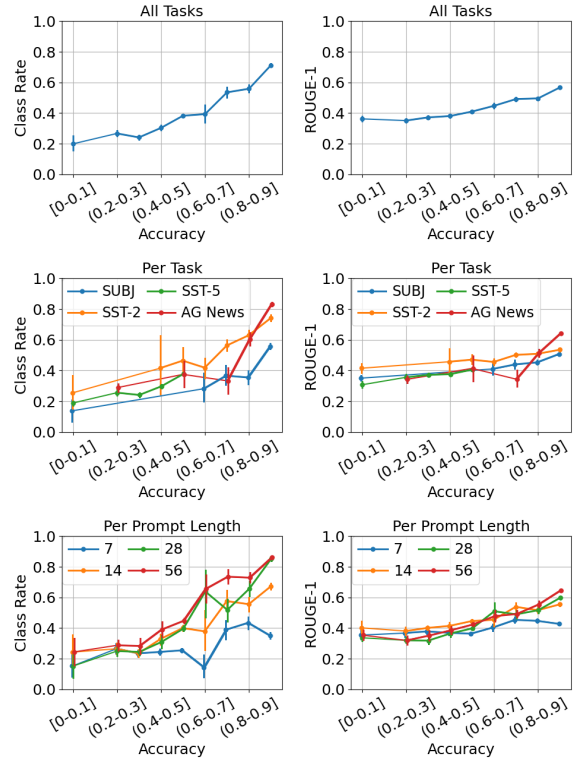 All Tasks
1.0
0.8
0.6
0.4
0.2
0.0
Class Rate
[0-0.1]
(0.2-0.3]
(0.4-0.5]
(0.6-0.7]
(0.8-0.9]
Accuracy
All Tasks
1.0
0.8
0.6
0.4
0.2
0.0
ROUGE-1
[0-0.1]
(0.2-0.3]
(0.4-0.5]
(0.6-0.7]
(0.8-0.9]
Accuracy
Per Task
1.0
0.8
0.6
0.4
0.2
0.0
Class Rate
SUBJ
SST-2
SST-5
AG News
[0-0.1]
(0.2-0.3]
(0.4-0.5]
(0.6-0.7]
(0.8-0.9]
Accuracy
Per Task
1.0
0.8
0.6
0.4
0.2
0.0
ROUGE-1
SUBJ
SST-2
SST-5
AG News
[0-0.1]
(0.2-0.3]
(0.4-0.5]
(0.6-0.7]
(0.8-0.9]
Accuracy
Per Prompt Length
1.0
0.8
0.6
0.4
0.2
0.0
Class Rate
7
14
28
56
[0-0.1]
(0.2-0.3]
(0.4-0.5]
(0.6-0.7]
(0.8-0.9]
Accuracy
Per Prompt Length
1.0
0.8
0.6
0.4
0.2
0.0
ROUGE-1
7
14
28
56
[0-0.1]
(0.2-0.3]
(0.4-0.5]
(0.6-0.7]
(0.8-0.9]
Accuracy